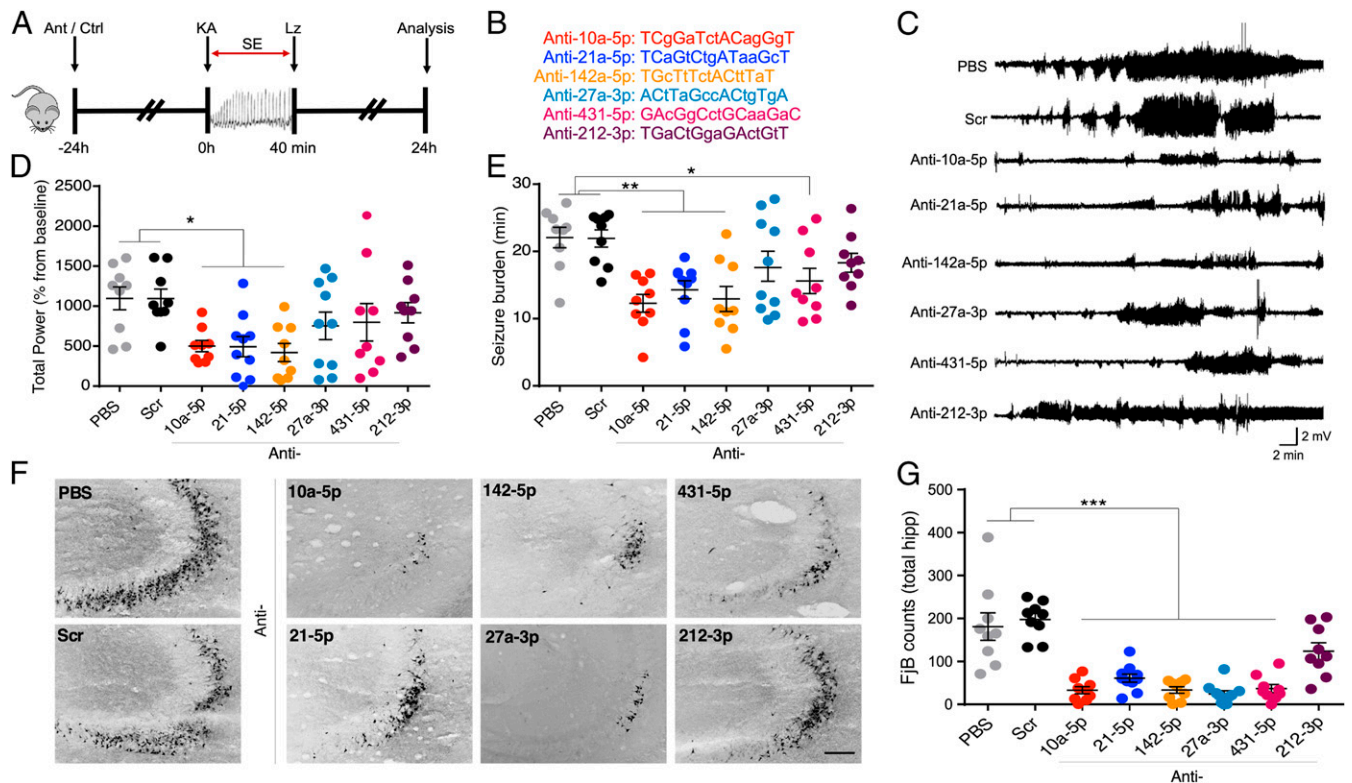 A
Ant / Ctrl
KA
Lz
Analysis
SE
-24h
0h
40 min
24h
B
Anti-10a-5p: TCgGaTctACagGgT
Anti-21a-5p: TCaGtCtgATaaGcT
Anti-142a-5p: TGcTtTctACttTaT
Anti-27a-3p: ACtTaGccACtgTgA
Anti-431-5p: GAcGgCctGCaaGaC
Anti-212-3p: TGaCtGgaGActGtT
C
PBS
Scr
Anti-10a-5p
Anti-21a-5p
Anti-142a-5p
Anti-27a-3p
Anti-431-5p
Anti-212-3p
2 mV
2 min
D
Total Power (% from baseline)
2500
2000
1500
1000
500
0
*
PBS
Scr
10a-5p
21-5p
142-5p
27a-3p
431-5p
212-3p
Anti-
E
Seizure burden (min)
30
20
10
0
**
*
PBS
Scr
10a-5p
21-5p
142-5p
27a-3p
431-5p
212-3p
Anti-
F
PBS
Scr
Anti-
10a-5p
142-5p
431-5p
21-5p
27a-3p
212-3p
G
FjB counts (total hipp)
500
400
300
200
100
0
***
PBS
Scr
10a-5p
21-5p
142-5p
27a-3p
431-5p
212-3p
Anti-